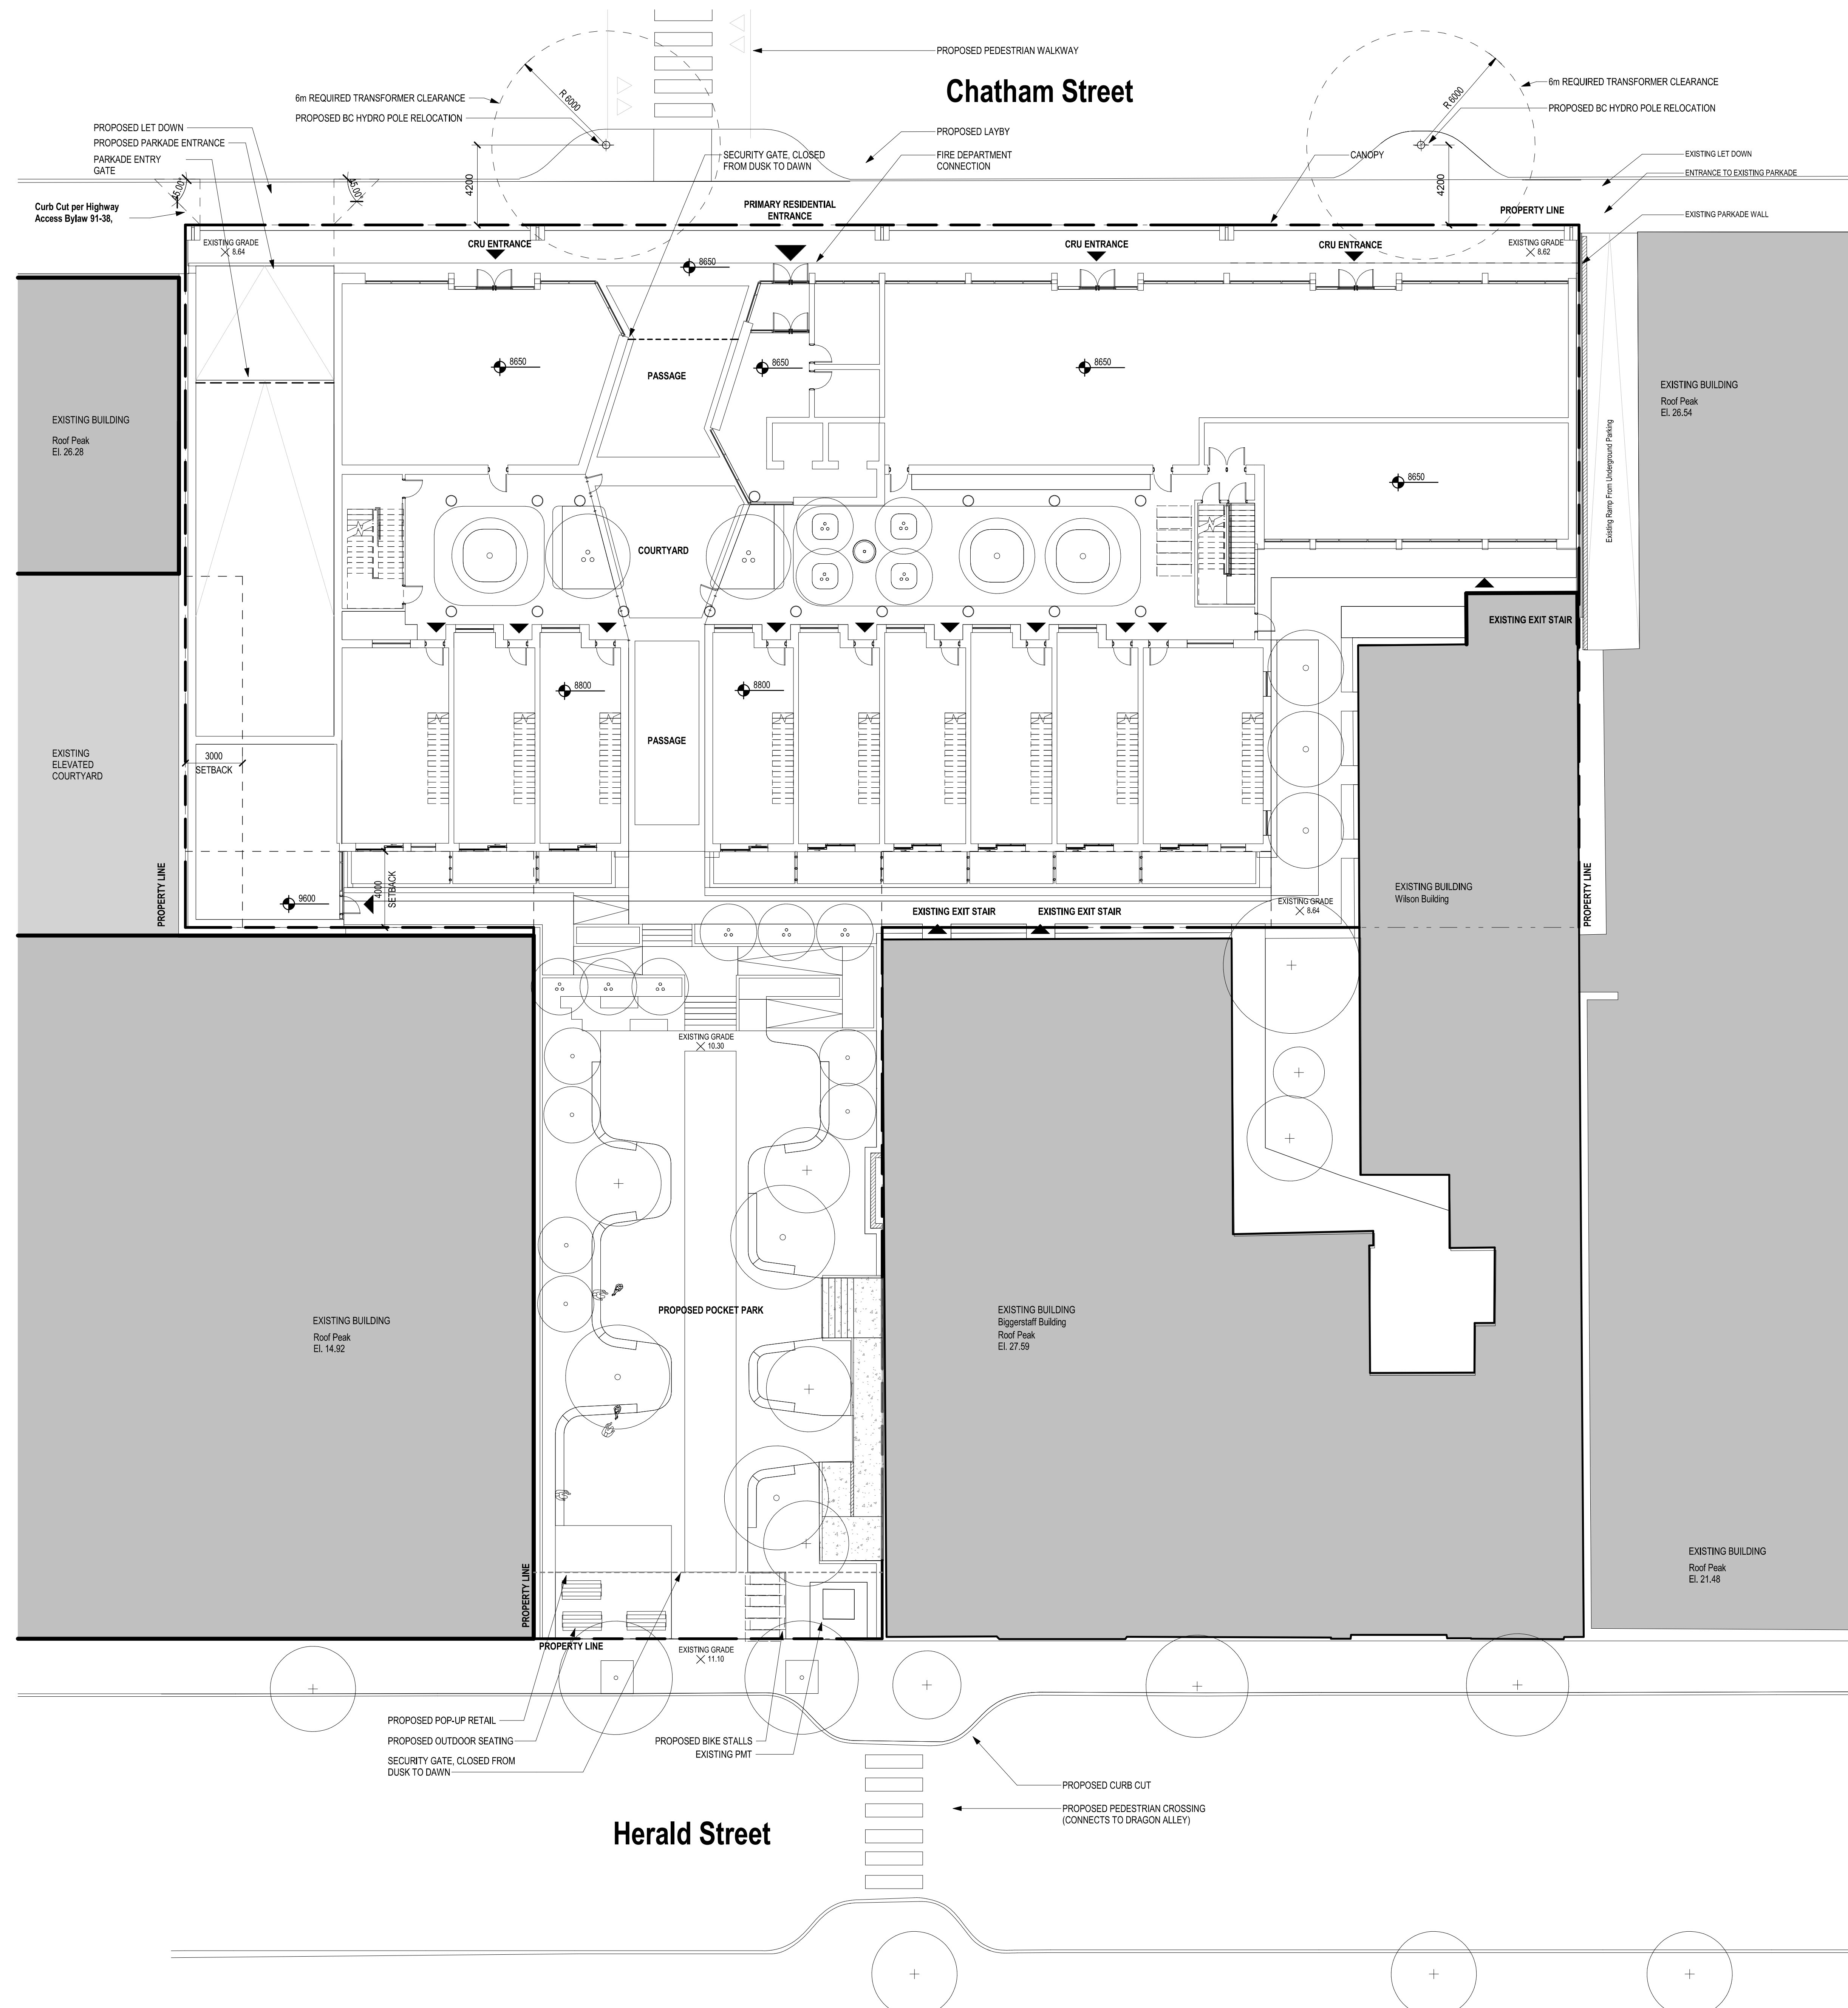 PROPOSED PEDESTRIAN WALKWAY
Chatham Street
6m REQUIRED TRANSFORMER CLEARANCE
PROPOSED BC HYDRO POLE RELOCATION
R 6000
R 6000
6m REQUIRED TRANSFORMER CLEARANCE
PROPOSED BC HYDRO POLE RELOCATION
PROPOSED LET DOWN
PROPOSED PARKADE ENTRANCE
PARKADE ENTRY
GATE
PROPOSED LAYBY
SECURITY GATE, CLOSED
FROM DUSK TO DAWN
FIRE DEPARTMENT
CONNECTION
CANOPY
EXISTING LET DOWN
ENTRANCE TO EXISTING PARKADE
EXISTING PARKADE WALL
45.00°
45.00°
4200
4200
Curb Cut per Highway
Access Bylaw 91-38,
PRIMARY RESIDENTIAL
ENTRANCE
PROPERTY LINE
EXISTING GRADE
8.64
CRU ENTRANCE
CRU ENTRANCE
CRU ENTRANCE
EXISTING GRADE
8.62
8650
8650
8650
8650
PASSAGE
EXISTING BUILDING
Roof Peak
El. 26.28
EXISTING BUILDING
Roof Peak
El. 26.54
Existing Ramp From Underground Parking
8650
COURTYARD
EXISTING EXIT STAIR
8800
8800
PASSAGE
EXISTING
ELEVATED
COURTYARD
3000
SETBACK
PROPERTY LINE
4000
SETBACK
9600
EXISTING BUILDING
Wilson Building
PROPERTY LINE
EXISTING GRADE
8.64
EXISTING EXIT STAIR
EXISTING EXIT STAIR
EXISTING GRADE
10.30
PROPOSED POCKET PARK
EXISTING BUILDING
Roof Peak
El. 14.92
EXISTING BUILDING
Biggerstaff Building
Roof Peak
El. 27.59
EXISTING BUILDING
Roof Peak
El. 21.48
PROPERTY LINE
PROPERTY LINE
EXISTING GRADE
11.10
PROPOSED POP-UP RETAIL
PROPOSED OUTDOOR SEATING
SECURITY GATE, CLOSED FROM
DUSK TO DAWN
PROPOSED BIKE STALLS
EXISTING PMT
PROPOSED CURB CUT
PROPOSED PEDESTRIAN CROSSING
(CONNECTS TO DRAGON ALLEY)
Herald Street